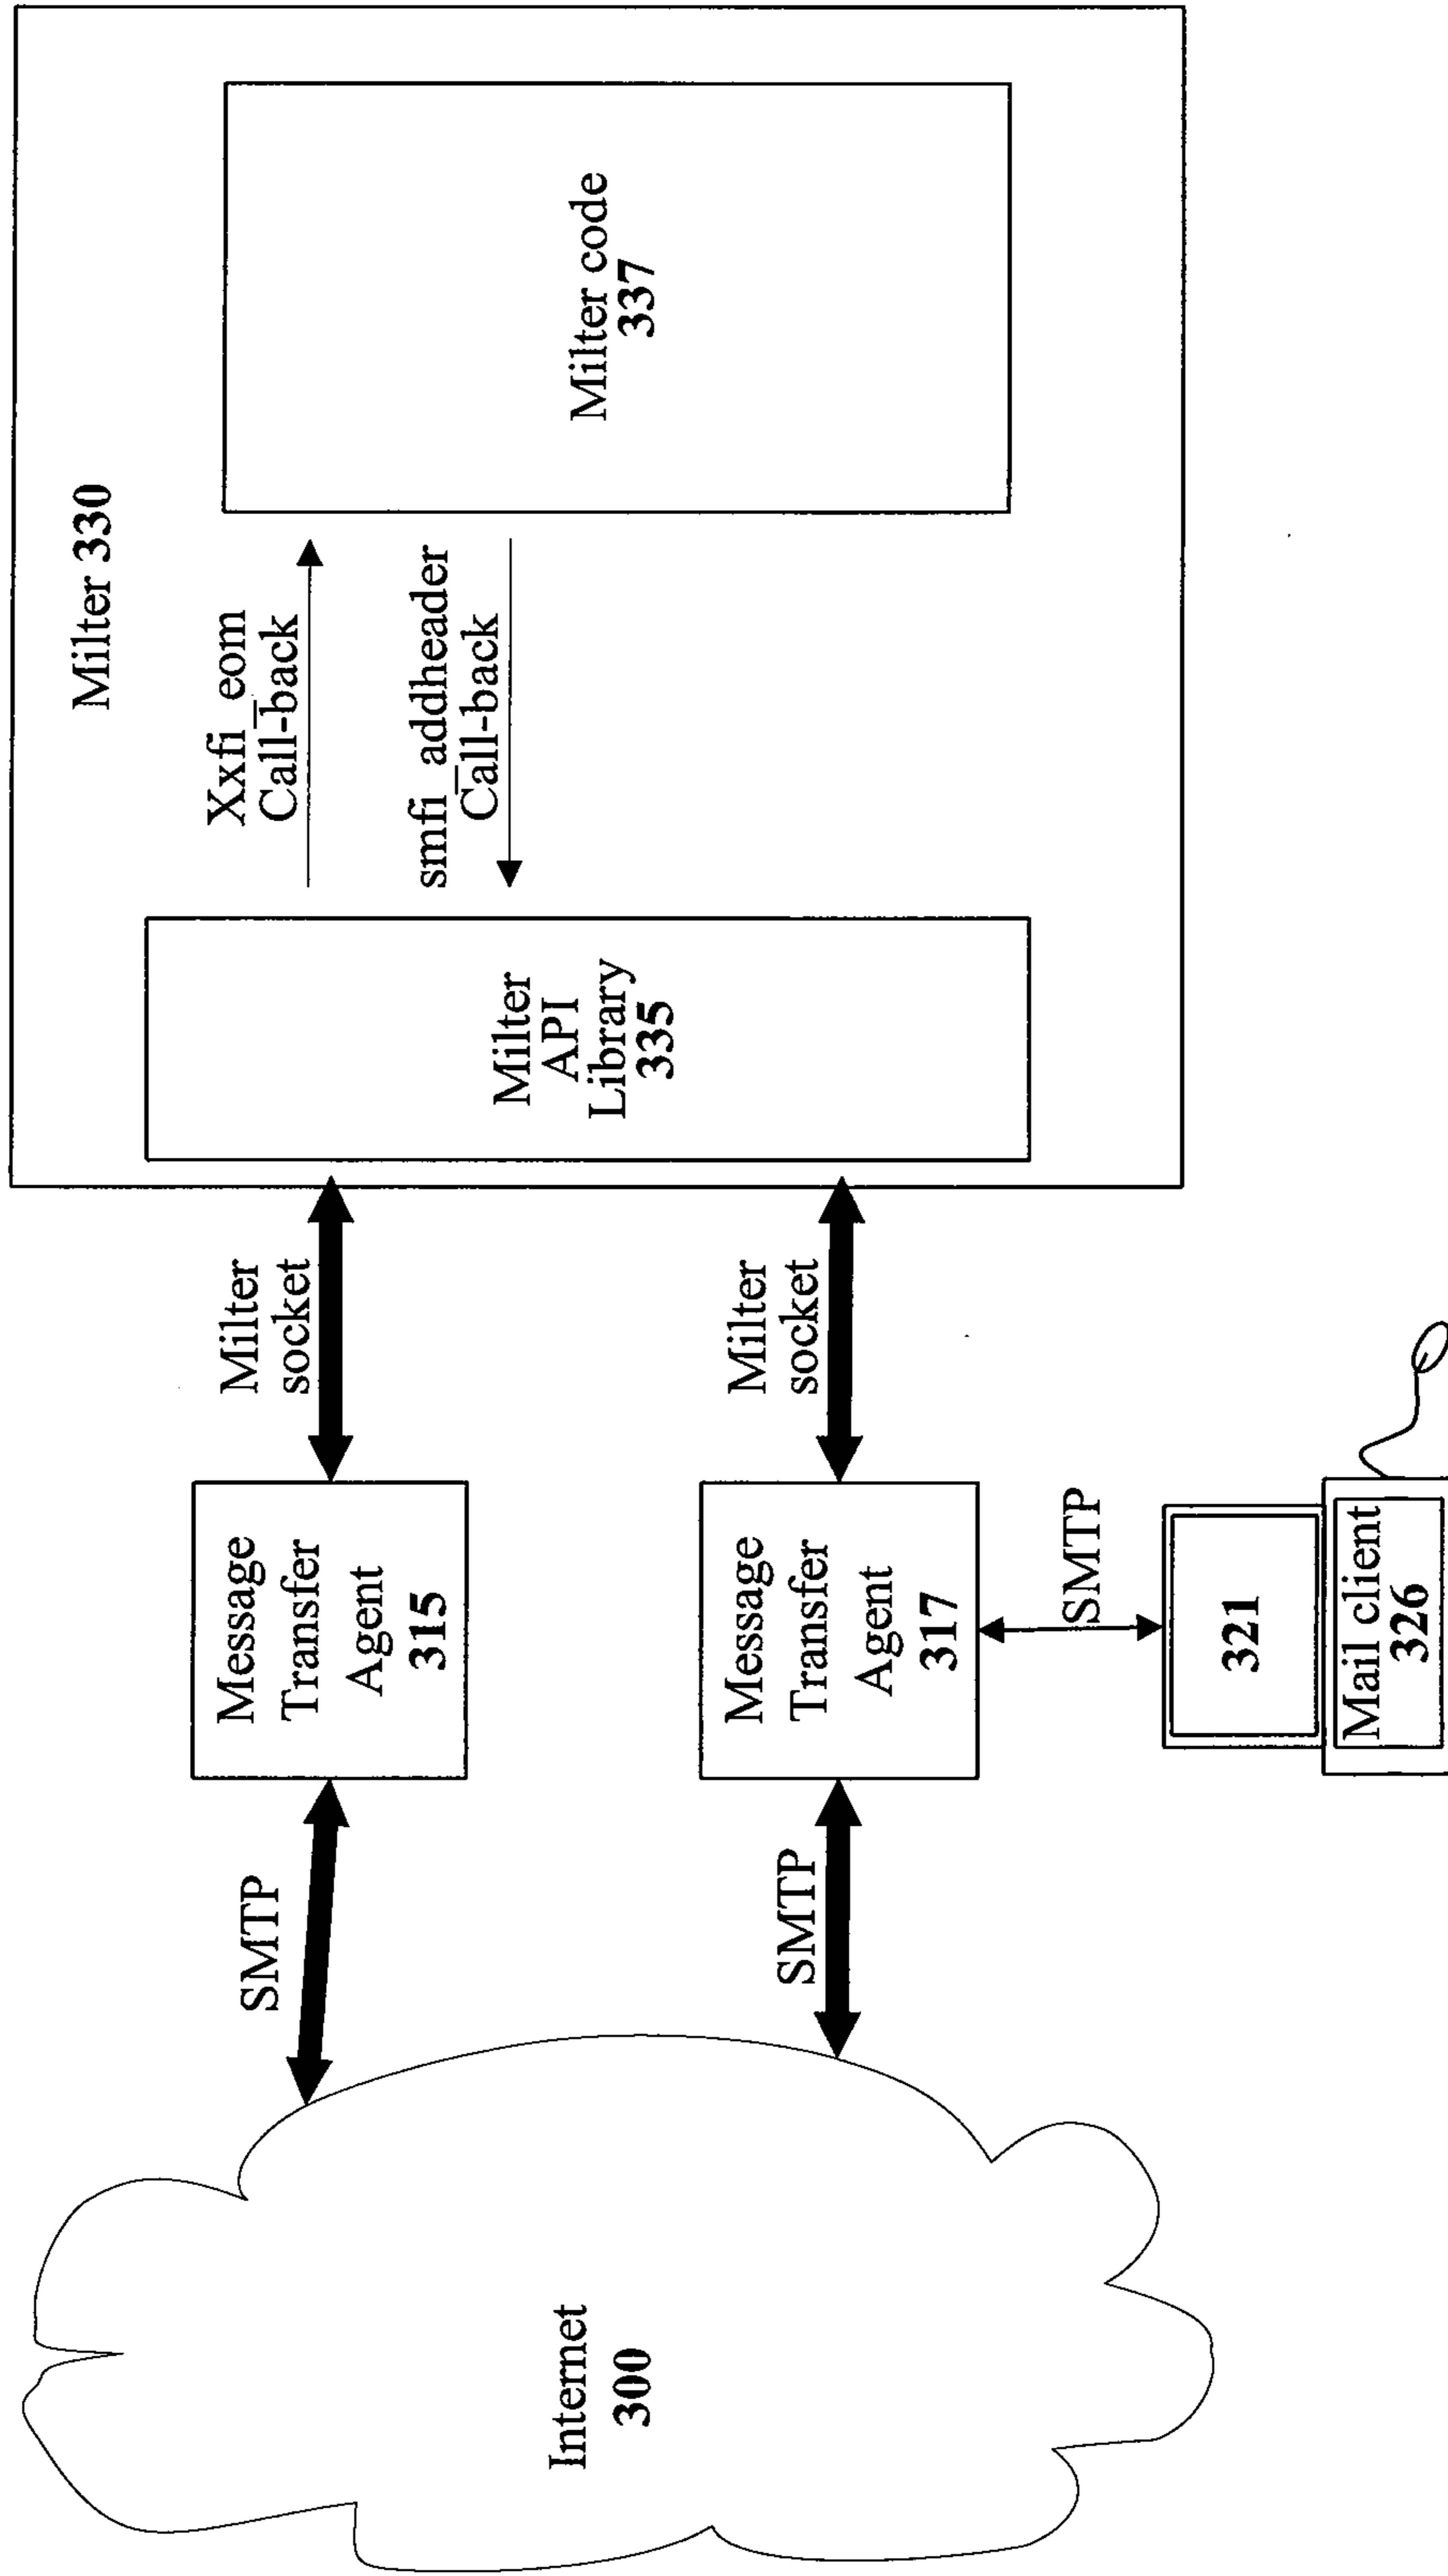 Milter 330
Xxfi_eom
Call-back
smfi_addheader
Call-back
Milter code
337
Milter
API
Library
335
Milter
socket
Milter
socket
Message
Transfer
Agent
315
Message
Transfer
Agent
317
SMTP
SMTP
SMTP
321
Mail client
326
Internet
300